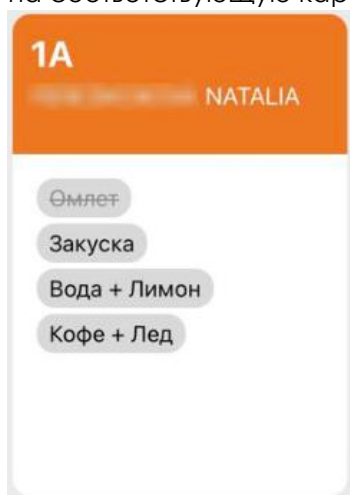 1A
NATALIA
Омлет
Закуска
Вода + Лимон
Кофе + Лед